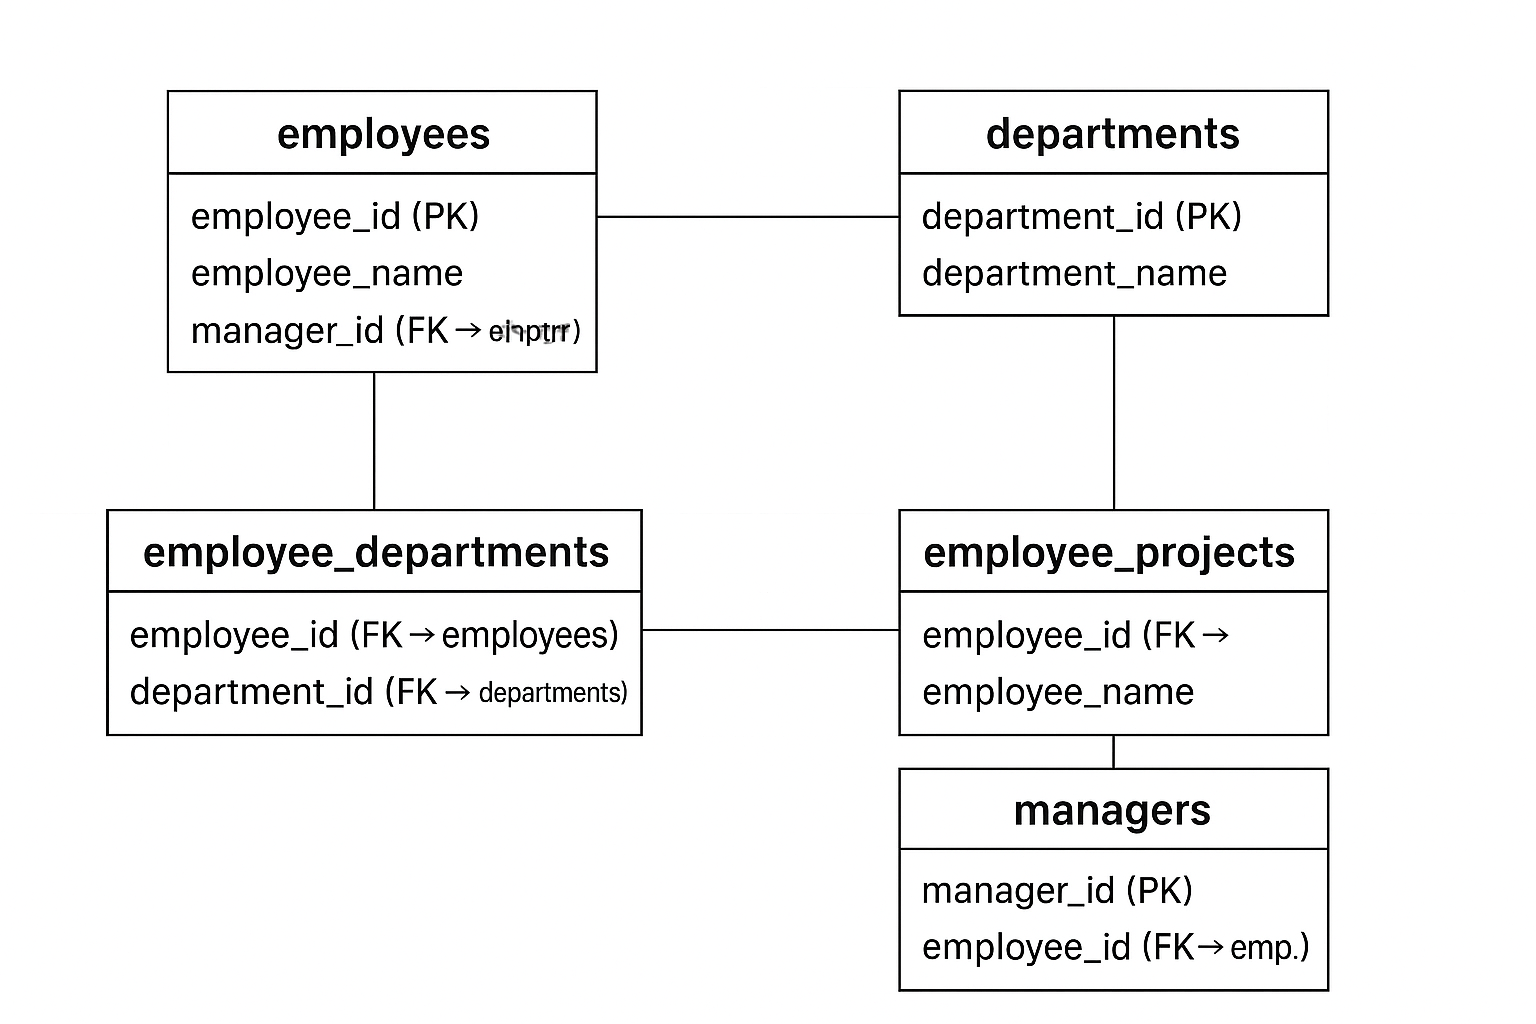 employees
employee_id (PK)
employee_name
manager_id (FK →
departments
department_id (PK)
department_name
employee_departments
employee_id (FK → employees)
department_id (FK → departments)
employee_projects
employee_id (FK →
employee_name
managers
manager_id (PK)
employee_id (FK → emp.)